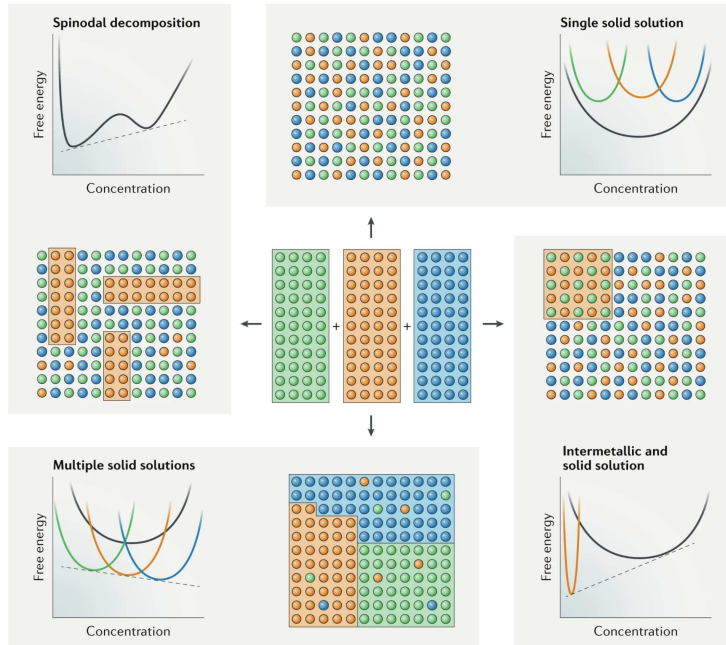 Spinodal decomposition
Free energy
Concentration
Single solid solution
Free energy
Concentration
+
+
Multiple solid solutions
Free energy
Concentration
Intermetallic and
solid solution
Free energy
Concentration